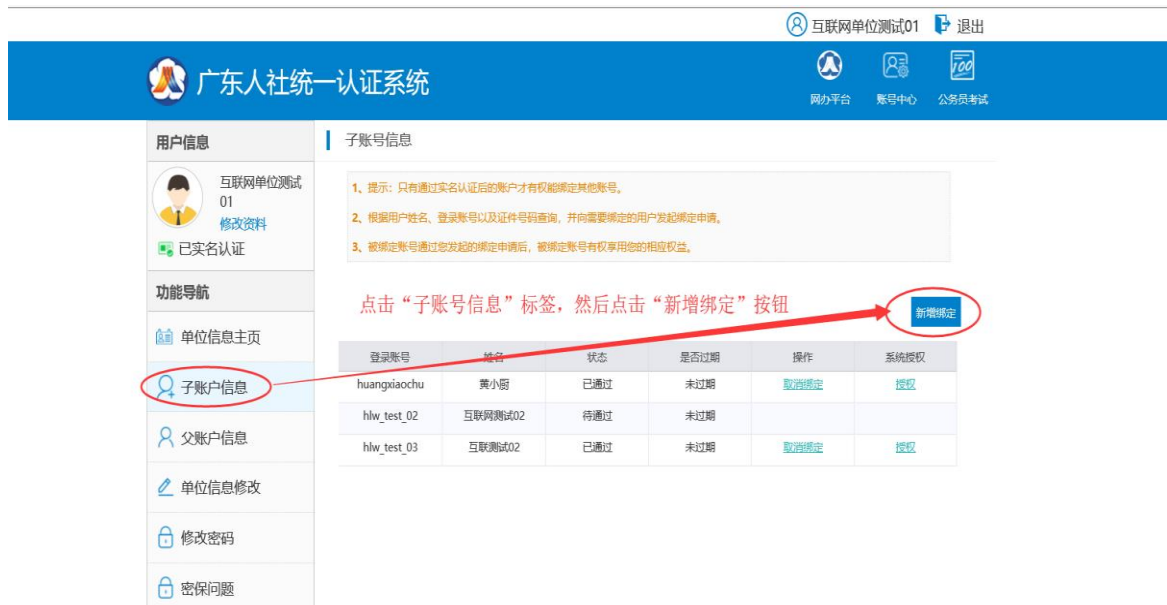 互联网单位测试01 退出
广东人社统一认证系统
网办平台 账号中心 公务员考试
用户信息
互联网单位测试
01
修改资料
已实名认证
功能导航
单位信息主页
子账户信息
父账户信息
单位信息修改
修改密码
密保问题
子账号信息
1、提示：只有通过实名认证后的账户才有权能绑定其他账号。
2、根据用户姓名、登录账号以及证件号码查询，并向需要绑定的用户发起绑定申请。
3、被绑定账号通过您发起的绑定申请后，被绑定账号有权享用您的相应权益。
点击“子账号信息”标签，然后点击“新增绑定”按钮
新增绑定
登录账号 姓名 状态 是否过期 操作 系统授权
huangxiaochu 黄小厨 已通过 未过期 取消绑定 授权
hlw_test_02 互联网测试02 待通过 未过期
hlw_test_03 互联测试02 已通过 未过期 取消绑定 授权
100